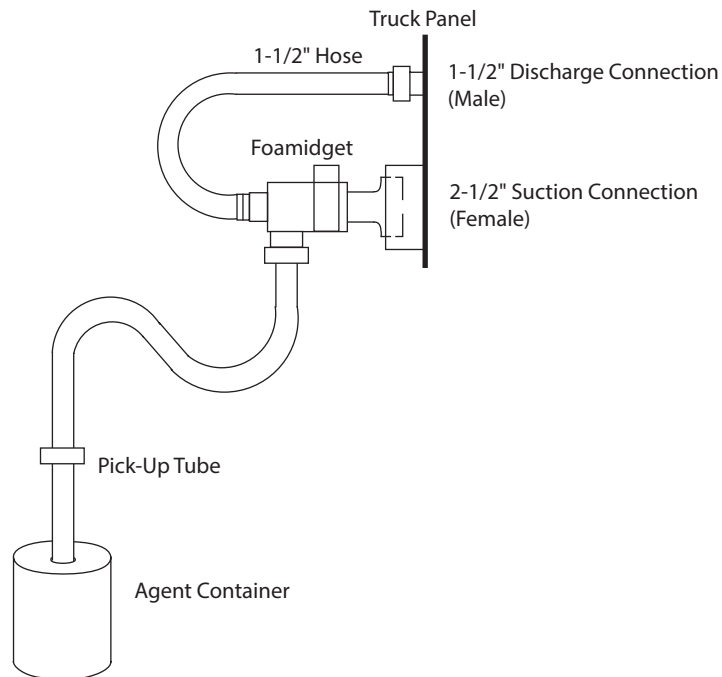 Truck Panel
1-1/2" Hose
1-1/2" Discharge Connection
(Male)
Foamidget
2-1/2" Suction Connection
(Female)
Pick-Up Tube
Agent Container